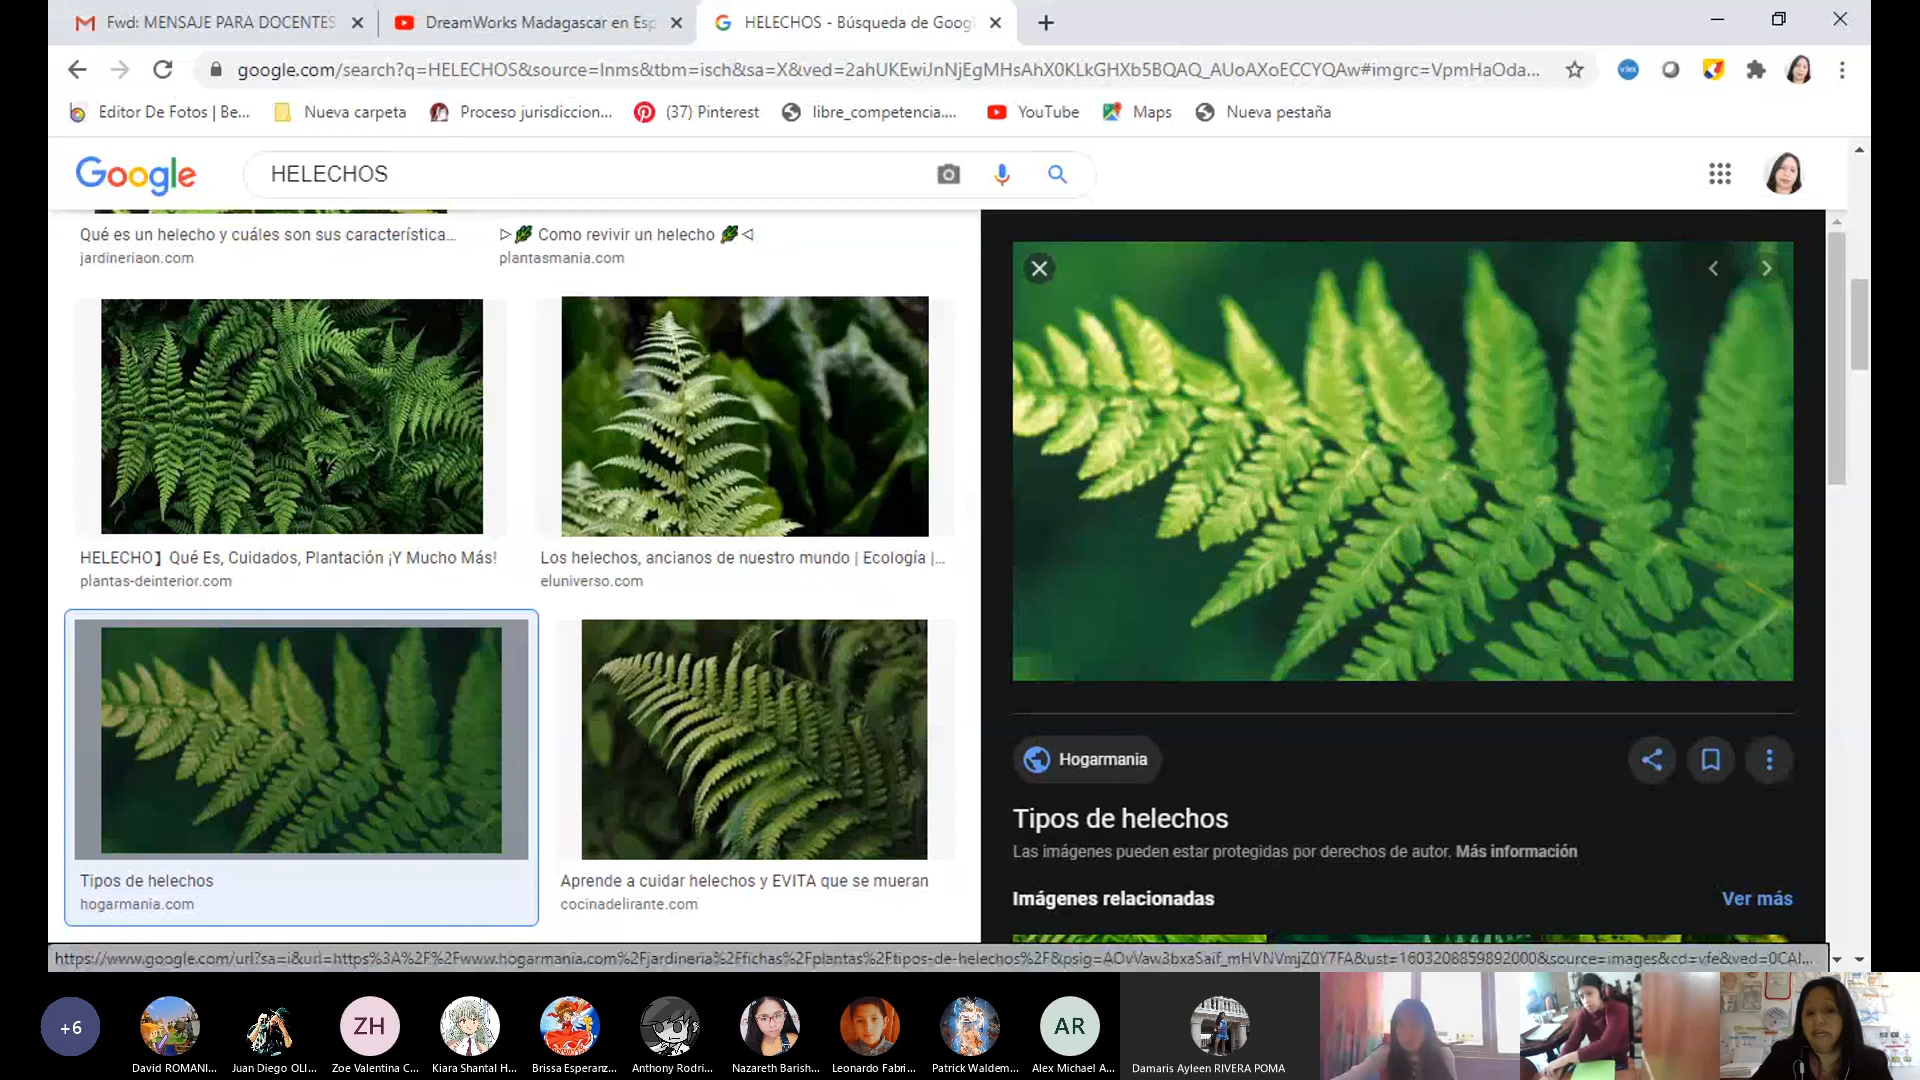 Fwd: MENSAJE PARA DOCENTES
DreamWorks Madagascar en Esp
HELECHOS - Búsqueda de Goog
google.com/search?q=HELECHOS&source=lnms&tbm=isch&sa=X&ved=2ahUKEwiJnNjEgMHsAhX0KLkGHXb5BQAQ_AUoAXoECCYQAw#imgrc=VpmHaOda...
Editor De Fotos | Be...
Nueva carpeta
Proceso jurisdiccion...
(37) Pinterest
libre_competencia....
YouTube
Maps
Nueva pestaña
Google
HELECHOS
Qué es un helecho y cuáles son sus característica...
jardineriaon.com
Como revivir un helecho
plantasmania.com
HELECHO】 Qué Es, Cuidados, Plantación ¡Y Mucho Más!
plantas-deinterior.com
Los helechos, ancianos de nuestro mundo | Ecología |...
eluniverso.com
Tipos de helechos
hogarmania.com
Aprende a cuidar helechos y EVITA que se mueran
cocinadelirante.com
Hogarmania
Tipos de helechos
Las imágenes pueden estar protegidas por derechos de autor. Más información
Imágenes relacionadas
Ver más
+6
David ROMANI...
Juan Diego OLI...
ZH
Zoe Valentina C...
Kiara Shantal H...
Brissa Esperanz...
Anthony Rodri...
Nazareth Barish...
Leonardo Fabri...
Patrick Waldem...
AR
Alex Michael A...
Damaris Ayleen RIVERA POMA